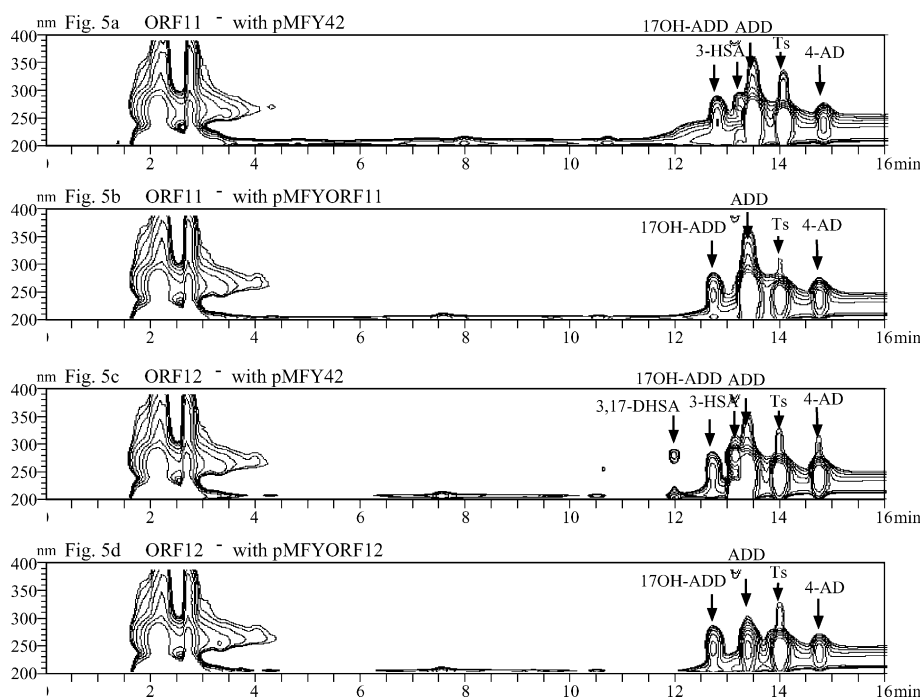 nm Fig. 5a ORF11 - with pMFY42
17OH-ADD ADD
3-HSA Ts 4-AD
400
350
300
250
200
2 4 6 8 10 12 14 16min
nm Fig. 5b ORF11 - with pMFYORF11
ADD
17OH-ADD Ts 4-AD
400
350
300
250
200
2 4 6 8 10 12 14 16min
nm Fig. 5c ORF12 - with pMFY42
17OH-ADD ADD
3,17-DHSA 3-HSA Ts 4-AD
400
350
300
250
200
2 4 6 8 10 12 14 16min
nm Fig. 5d ORF12 - with pMFYORF12
ADD
17OH-ADD Ts 4-AD
400
350
300
250
200
2 4 6 8 10 12 14 16min